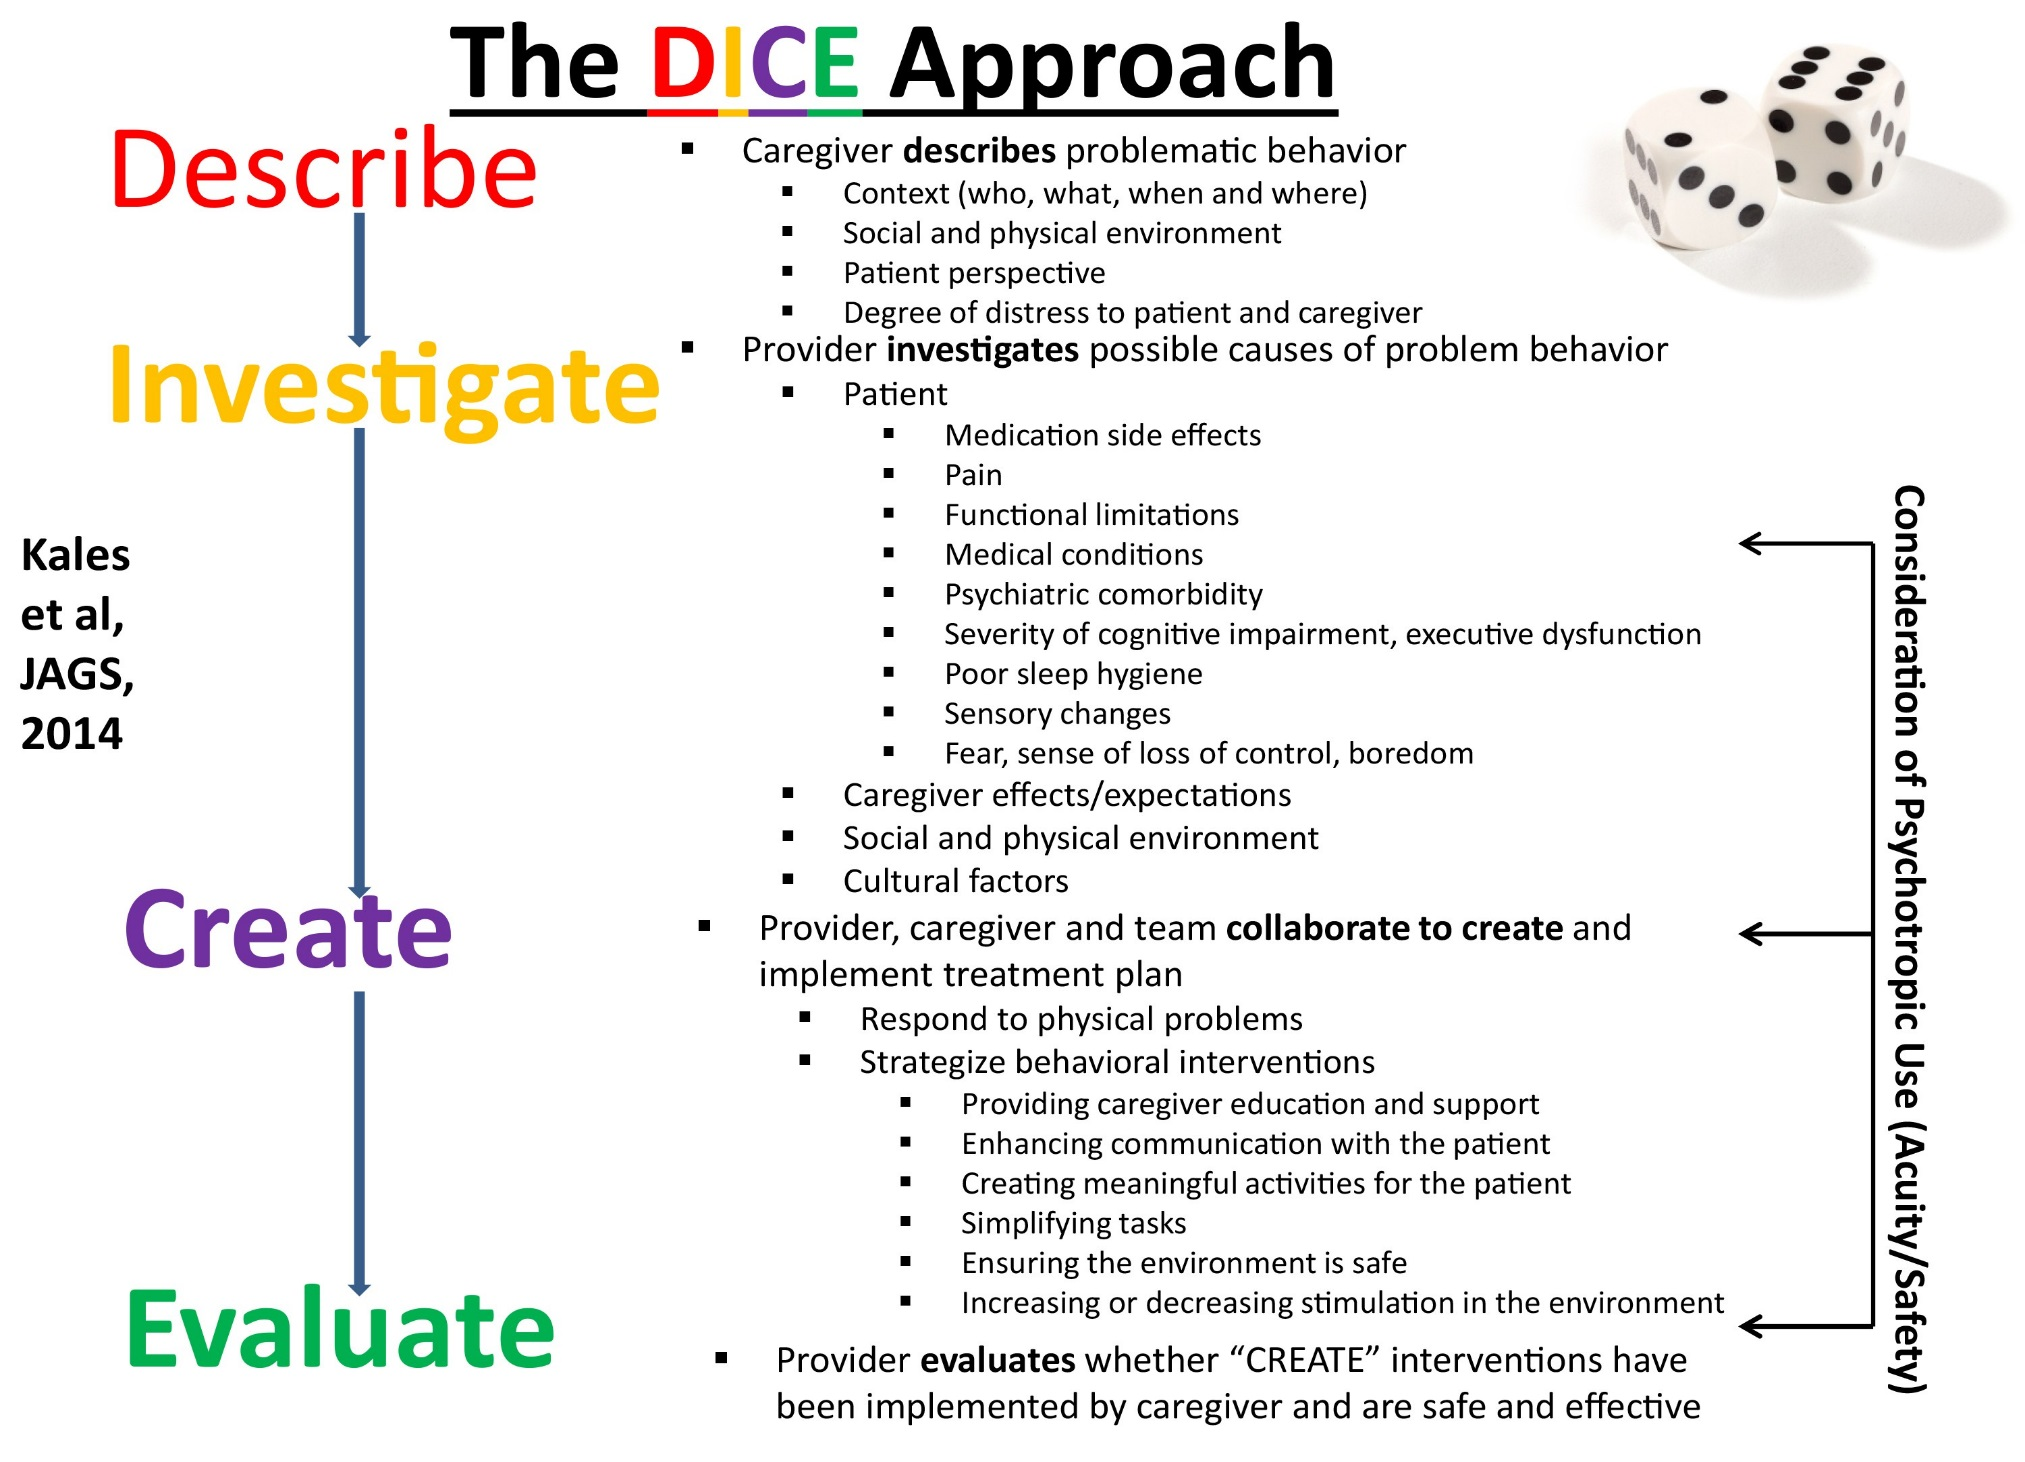 The DICE Approach
Describe
▪ Caregiver describes problematic behavior
▪ Context (who, what, when and where)
▪ Social and physical environment
▪ Patient perspective
▪ Degree of distress to patient and caregiver
Investigate
▪ Provider investigates possible causes of problem behavior
▪ Patient
▪ Medication side effects
▪ Pain
▪ Functional limitations
▪ Medical conditions
▪ Psychiatric comorbidity
▪ Severity of cognitive impairment, executive dysfunction
▪ Poor sleep hygiene
▪ Sensory changes
▪ Fear, sense of loss of control, boredom
▪ Caregiver effects/expectations
▪ Social and physical environment
▪ Cultural factors
Kales
et al,
JAGS,
2014
Create
▪ Provider, caregiver and team collaborate to create and
implement treatment plan
▪ Respond to physical problems
▪ Strategize behavioral interventions
▪ Providing caregiver education and support
▪ Enhancing communication with the patient
▪ Creating meaningful activities for the patient
▪ Simplifying tasks
▪ Ensuring the environment is safe
▪ Increasing or decreasing stimulation in the environment
Evaluate
▪ Provider evaluates whether “CREATE” interventions have
been implemented by caregiver and are safe and effective
Consideration of Psychotropic Use (Acuity/Safety)